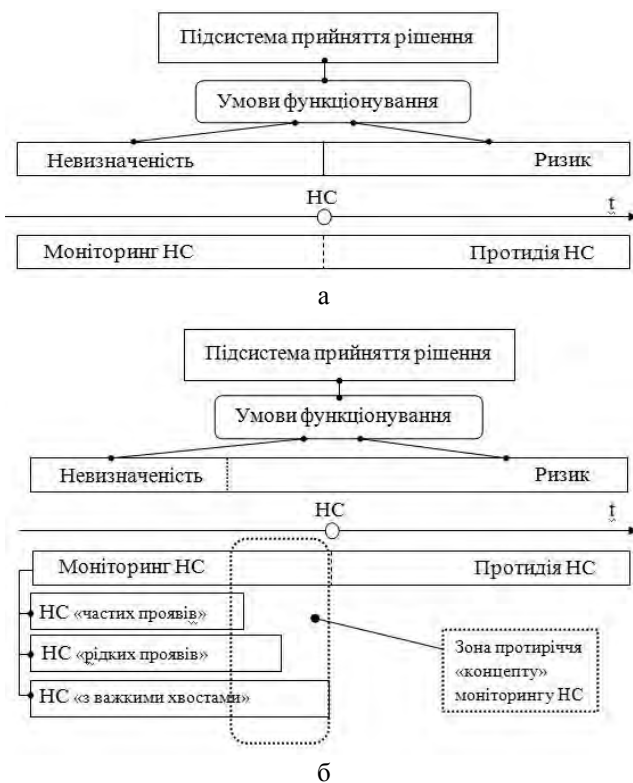 Підсистема прийняття рішення
Умови функціонування
Невизначеність
Ризик
НС
t
Моніторинг НС
Протидія НС
а
Підсистема прийняття рішення
Умови функціонування
Невизначеність
Ризик
НС
t
Моніторинг НС
Протидія НС
НС «частих проявів»
НС «рідких проявів»
НС «з важкими хвостами»
Зона протиріччя
«концепту»
моніторингу НС
б